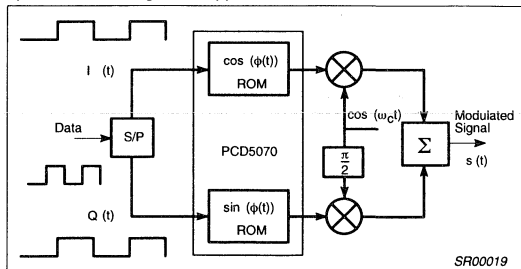 I (t)
cos (ϕ(t))
ROM
Data
S/P
PCD5070
cos (ω_c t)
π/2
Σ
Modulated
Signal
s (t)
Q (t)
sin (ϕ(t))
ROM
SR00019